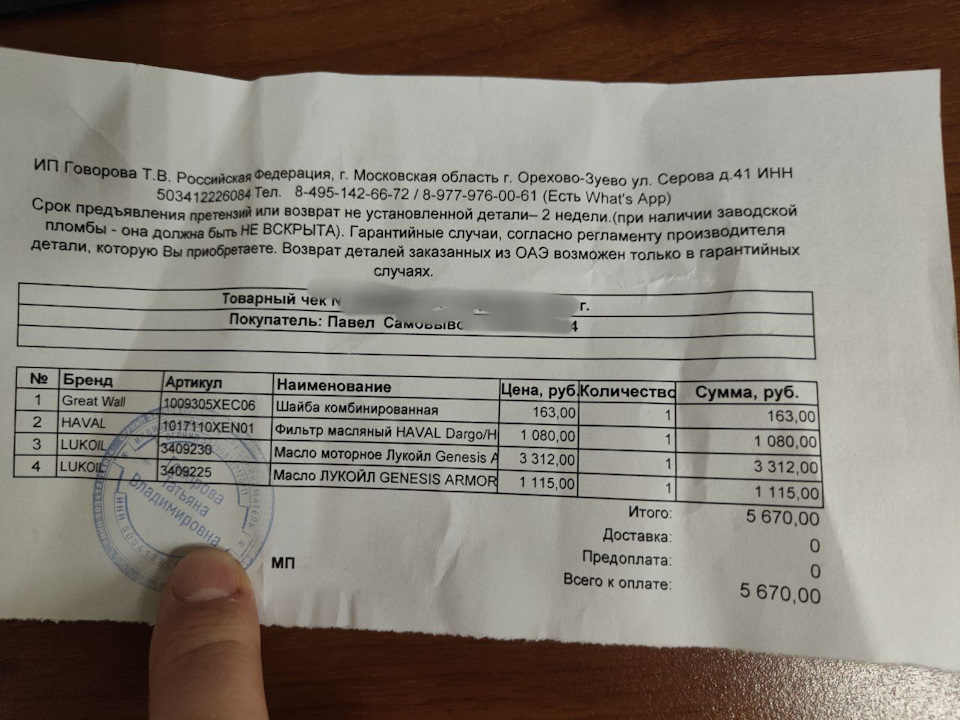 ИП Говорова Т.В. Российская Федерация, г. Московская область г. Орехово-Зуево ул. Серова д.41 ИНН
503412226084 Тел. 8-495-142-66-72 / 8-977-976-00-61 (Есть What's App)
Срок предъявления претензий или возврат не установленной детали– 2 недели.(при наличии заводской
пломбы - она должна быть НЕ ВСКРЫТА). Гарантийные случаи, согласно регламенту производителя
детали, которую Вы приобретаете. Возврат деталей заказанных из ОАЭ возможен только в гарантийных
случаях.
Товарный чек г.
Покупатель: Павел Самовыво 4
№ Бренд Артикул Наименование Цена, руб. Количество Сумма, руб.
1 Great Wall 1009305XEC06 Шайба комбинированная 163,00 1 163,00
2 HAVAL 1017110XEN01 Фильтр масляный HAVAL Dargo/H 1 080,00 1 1 080,00
3 LUKOIL 3409230 Масло моторное Лукойл Genesis A 3 312,00 1 3 312,00
4 LUKOIL 3409225 Масло ЛУКОЙЛ GENESIS ARMOR 1 115,00 1 1 115,00
Итого: 5 670,00
Доставка: 0
Предоплата: 0
Всего к оплате: 5 670,00
МП
Говорова
Татьяна
Владимировна